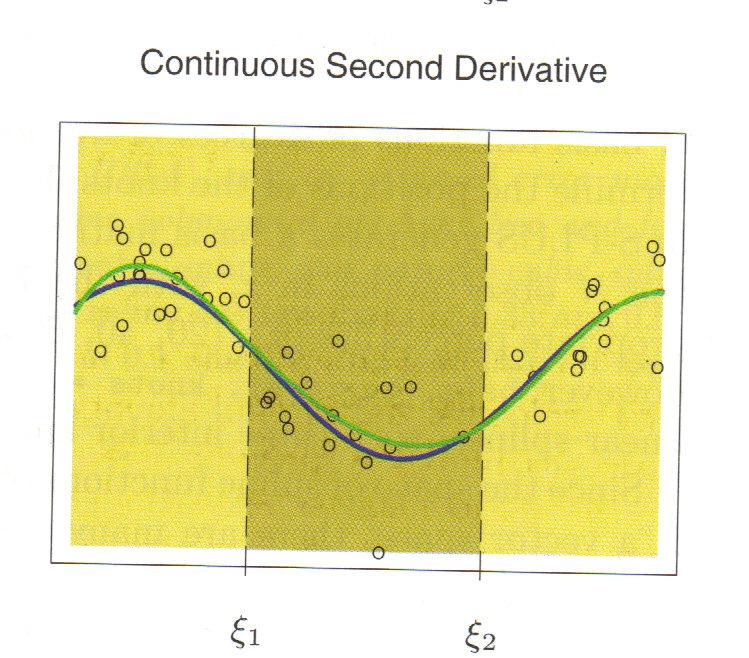 Continuous Second Derivative
ξ1 ξ2